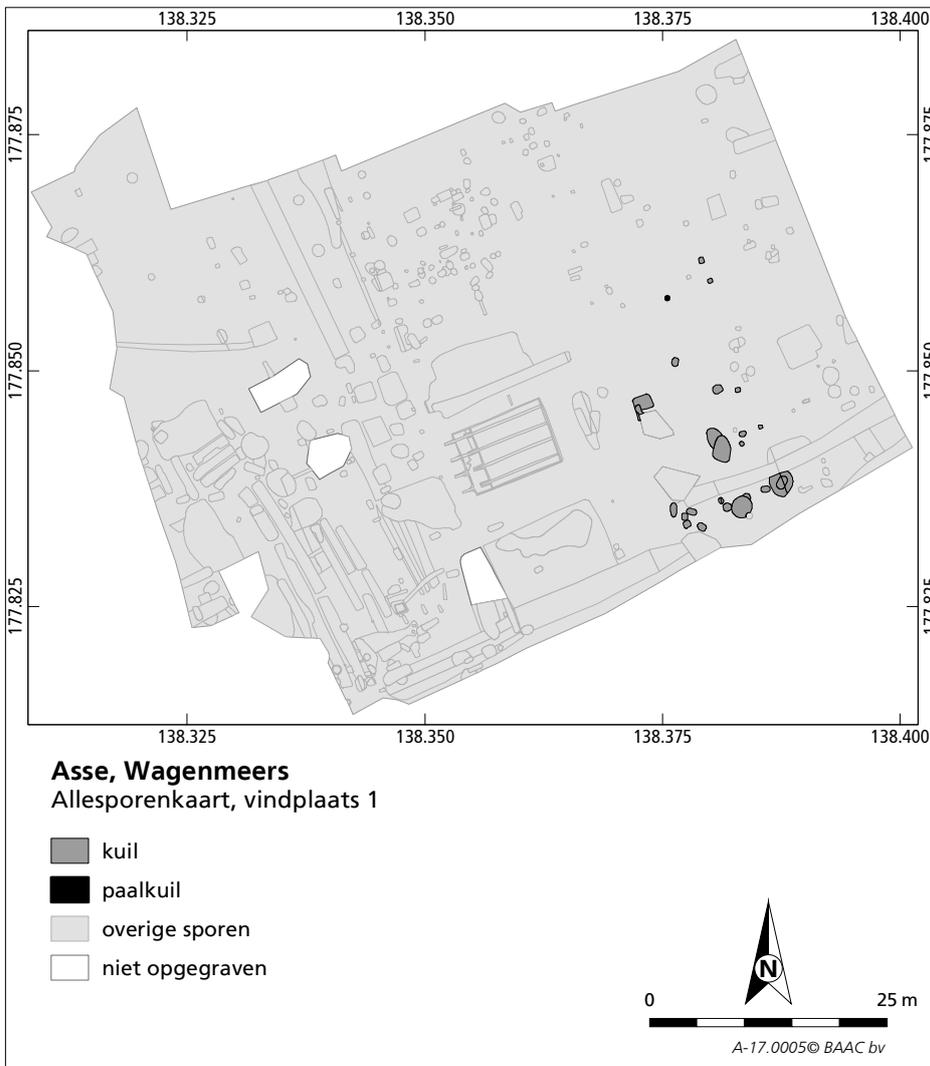 138.325 138.350 138.375 138.400
177.875 177.875
177.850 177.850
177.825 177.825
138.325 138.350 138.375 138.400
Asse, Wagenmeers
Allesporenkaart, vindplaats 1
kuil
paalkuil
overige sporen
niet opgegraven
N
0 25 m
A-17.0005© BAAC bv